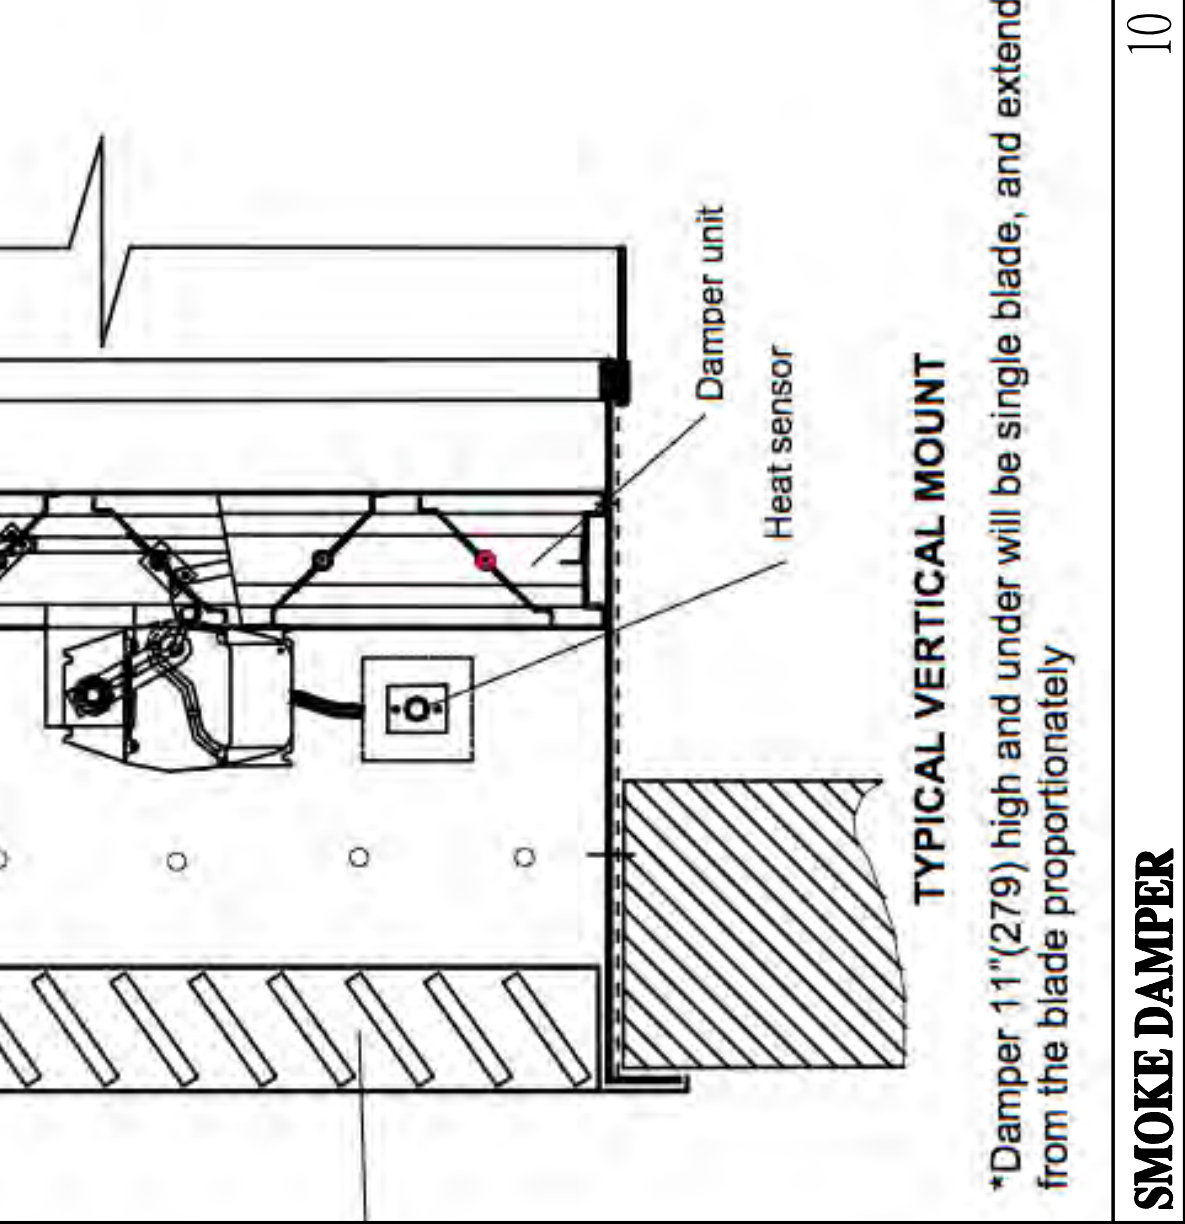 Damper unit
Heat sensor
TYPICAL VERTICAL MOUNT
*Damper 11"(279) high and under will be single blade, and extend
from the blade proportionately
SMOKE DAMPER 10